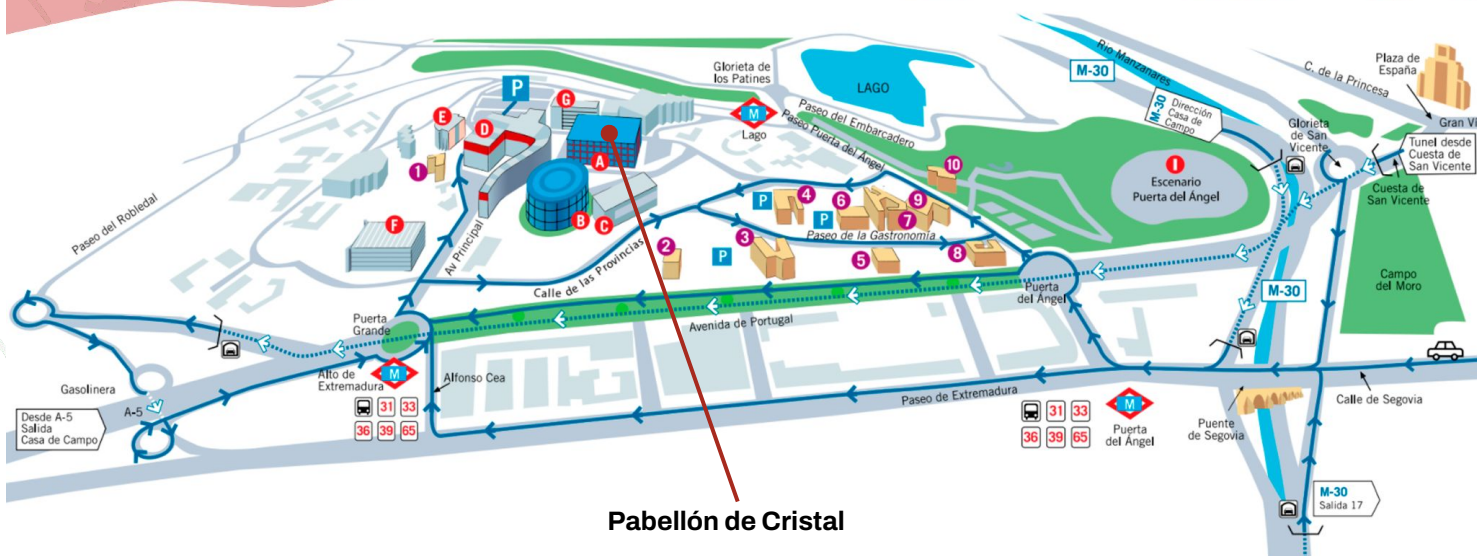 Plaza de
España
C. de la Princesa
Gran Ví
Río Manzanares
M-30
M-30 Dirección
Casa de
Campo
Glorieta
de San
Vicente
Tunel desde
Cuesta de
San Vicente
Cuesta de
San Vicente
Glorieta de
los Patines
LAGO
M
Lago
Paseo del Embarcadero
Paseo Puerta del Ángel
P
G
E
D
A
1
B
C
F
10
I
Escenario
Puerta del Ángel
4
P
6
9
7
P
Paseo de la Gastronomía
3
2
P
5
8
Paseo del Robledal
Av Principal
Calle de las Provincias
Puerta
del Ángel
M-30
Campo
del Moro
Puerta
Grande
Avenida de Portugal
Alto de
Extremadura
M
Alfonso Cea
Gasolinera
A-5
Desde A-5
Salida
Casa de Campo
31 33
36 39 65
Paseo de Extremadura
31 33
36 39 65
M
Puerta
del Ángel
Puente
de Segovia
Calle de Segovia
M-30
Salida 17
Pabellón de Cristal